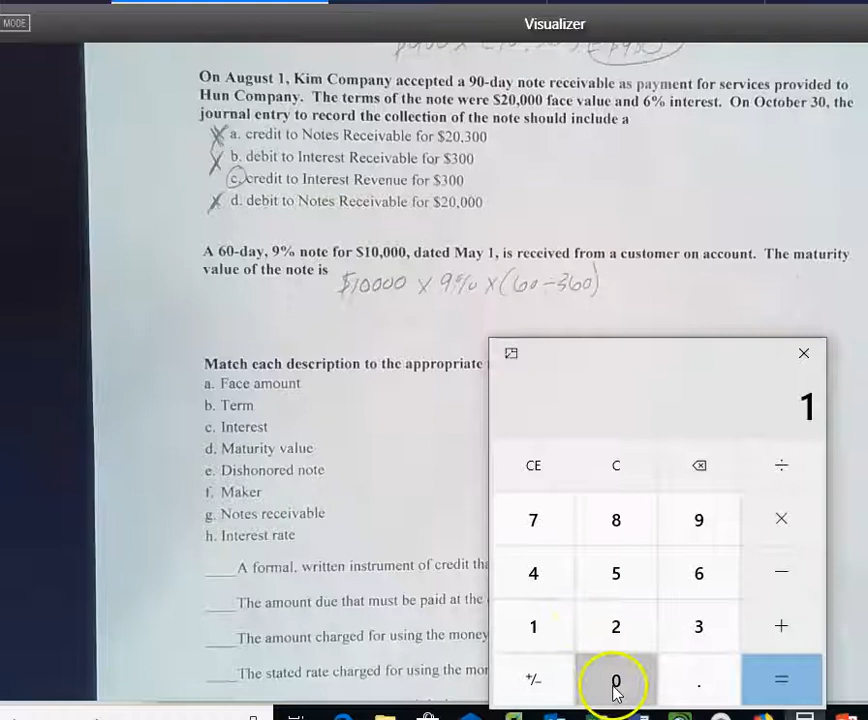 MODE
Visualizer
On August 1, Kim Company accepted a 90-day note receivable as payment for services provided to
Hun Company. The terms of the note were $20,000 face value and 6% interest. On October 30, the
journal entry to record the collection of the note should include a
a. credit to Notes Receivable for $20,300
b. debit to Interest Receivable for $300
c. credit to Interest Revenue for $300
d. debit to Notes Receivable for $20,000
A 60-day, 9% note for $10,000, dated May 1, is received from a customer on account. The maturity
value of the note is
$10000 × 9% × (60-360)
Match each description to the appropriate
a. Face amount
b. Term
c. Interest
d. Maturity value
e. Dishonored note
f. Maker
g. Notes receivable
h. Interest rate
____A formal, written instrument of credit
____The amount due that must be paid at the
____The amount charged for using the money
____The stated rate charged for using the
1
CE C ÷
7 8 9 ×
4 5 6 −
1 2 3 +
+/− 0 . =